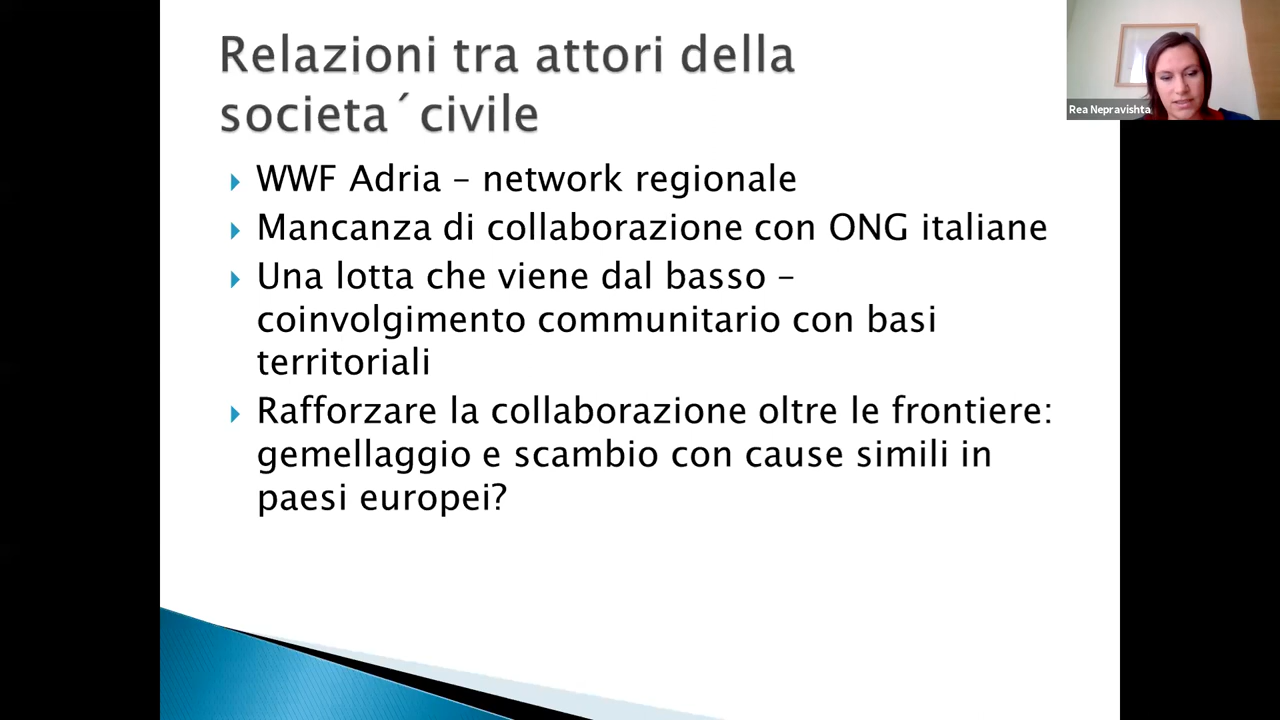 Relazioni tra attori della
societa´ civile
WWF Adria – network regionale
Mancanza di collaborazione con ONG italiane
Una lotta che viene dal basso –
coinvolgimento communitario con basi
territoriali
Rafforzare la collaborazione oltre le frontiere:
gemellaggio e scambio con cause simili in
paesi europei?
Rea Nepravishta